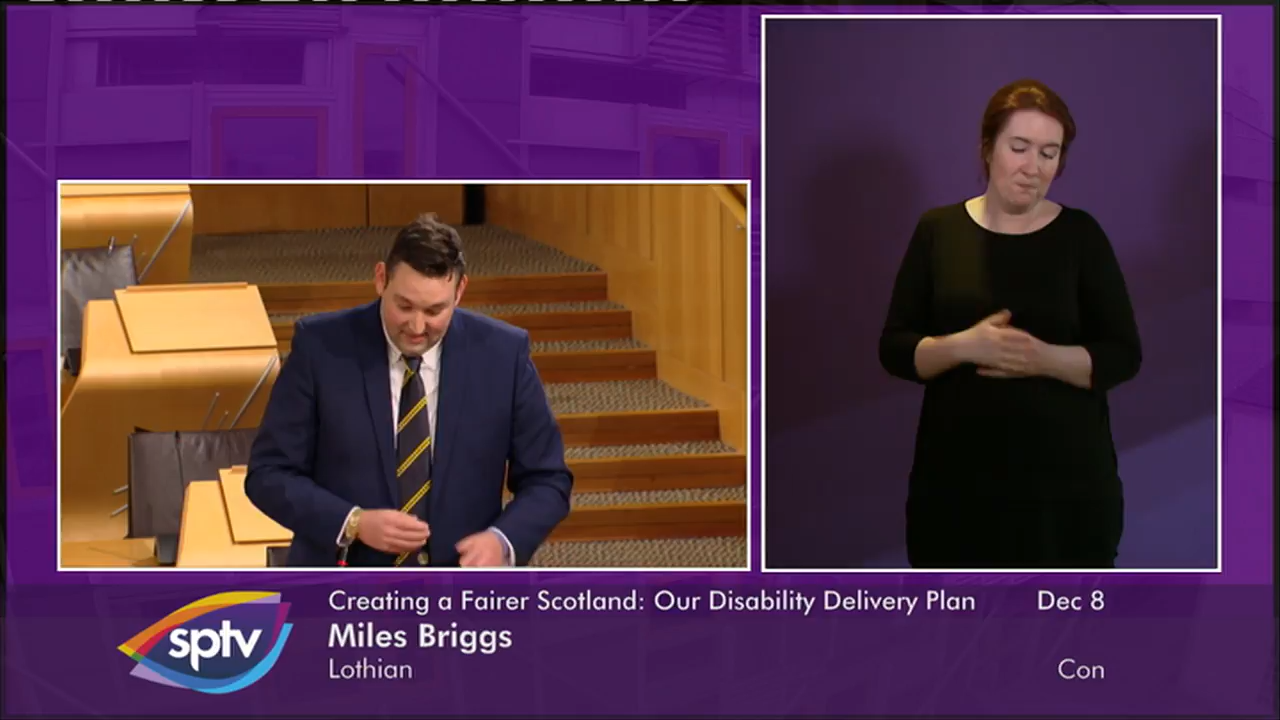 Creating a Fairer Scotland: Our Disability Delivery Plan Dec 8
sptv
Miles Briggs
Lothian Con